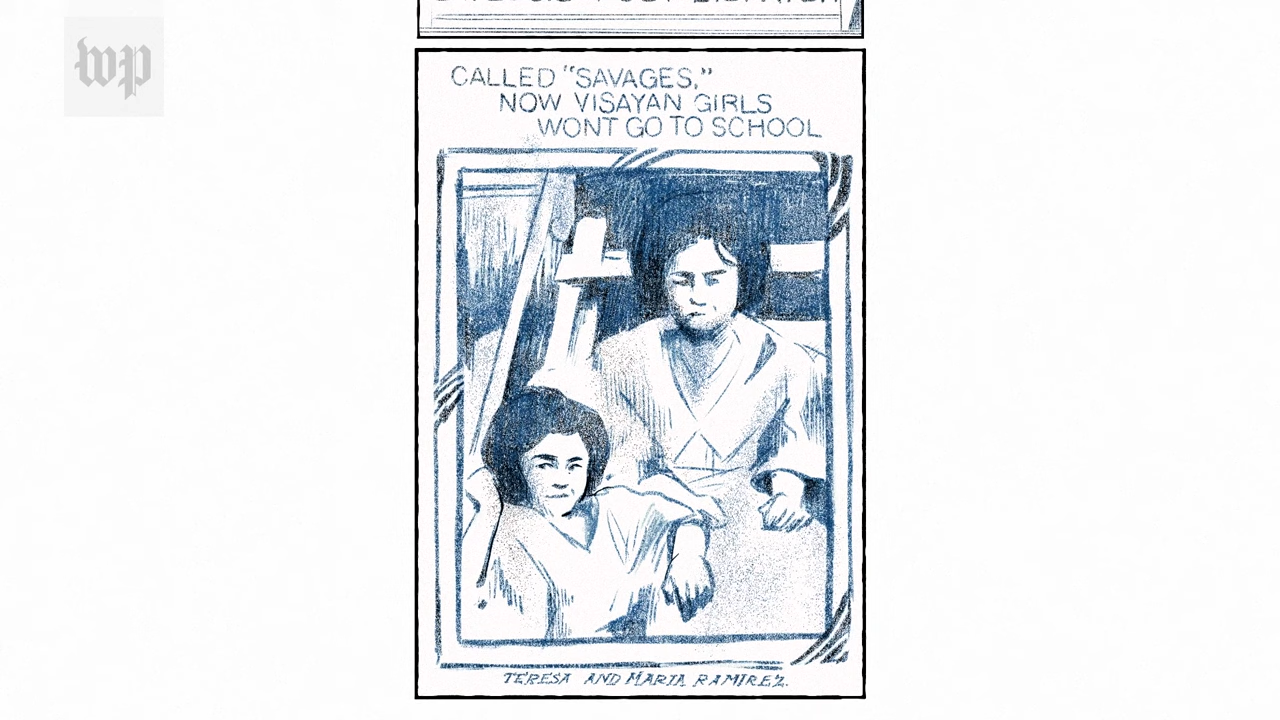 wp
CALLED "SAVAGES,"
NOW VISAYAN GIRLS
WONT GO TO SCHOOL
TERESA AND MARIA RAMIREZ.